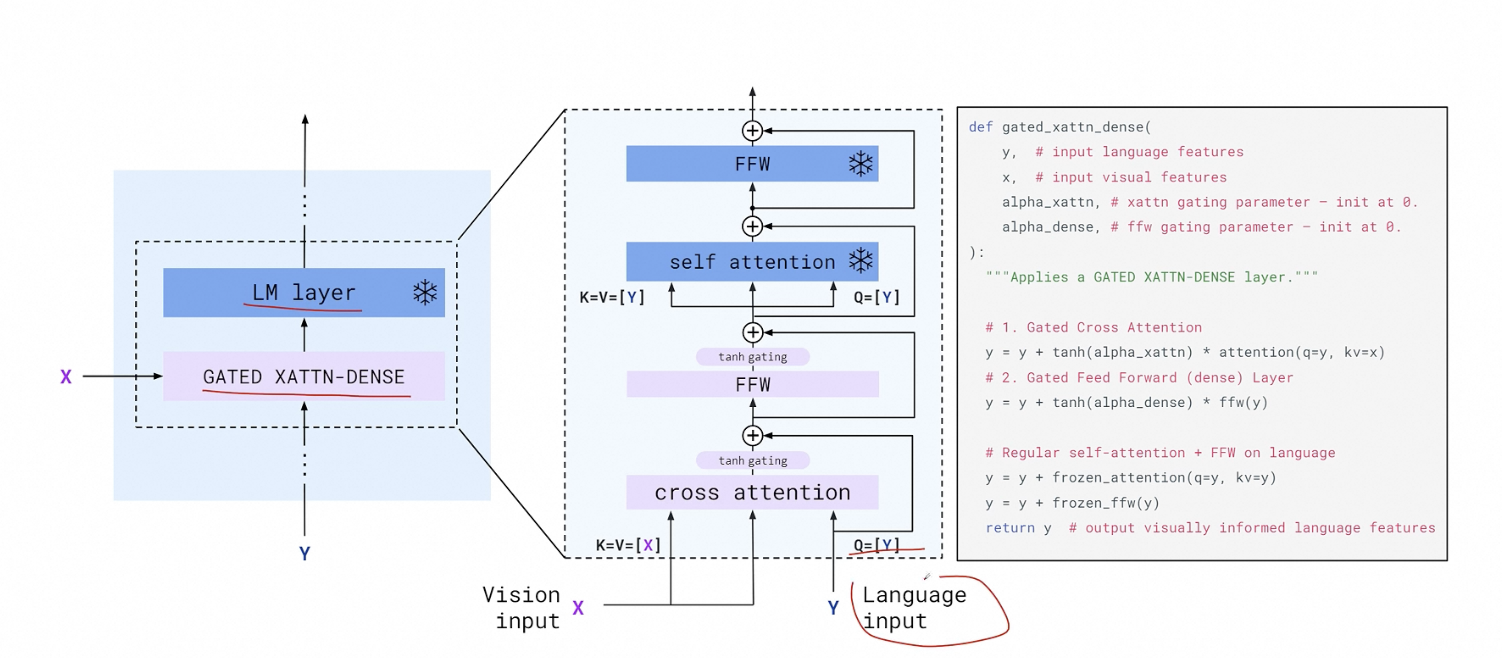 LM layer
X
GATED XATTN-DENSE
Y
FFW
self attention
K=V=[Y]
Q=[Y]
tanh gating
FFW
tanh gating
cross attention
K=V=[X]
Q=[Y]
Vision
input
X
Y
Language
input
def gated_xattn_dense(
y,  # input language features
x,  # input visual features
alpha_xattn, # xattn gating parameter – init at 0.
alpha_dense, # ffw gating parameter – init at 0.
):
"""Applies a GATED XATTN-DENSE layer."""
# 1. Gated Cross Attention
y = y + tanh(alpha_xattn) * attention(q=y, kv=x)
# 2. Gated Feed Forward (dense) Layer
y = y + tanh(alpha_dense) * ffw(y)
# Regular self-attention + FFW on language
y = y + frozen_attention(q=y, kv=y)
y = y + frozen_ffw(y)
return y  # output visually informed language features